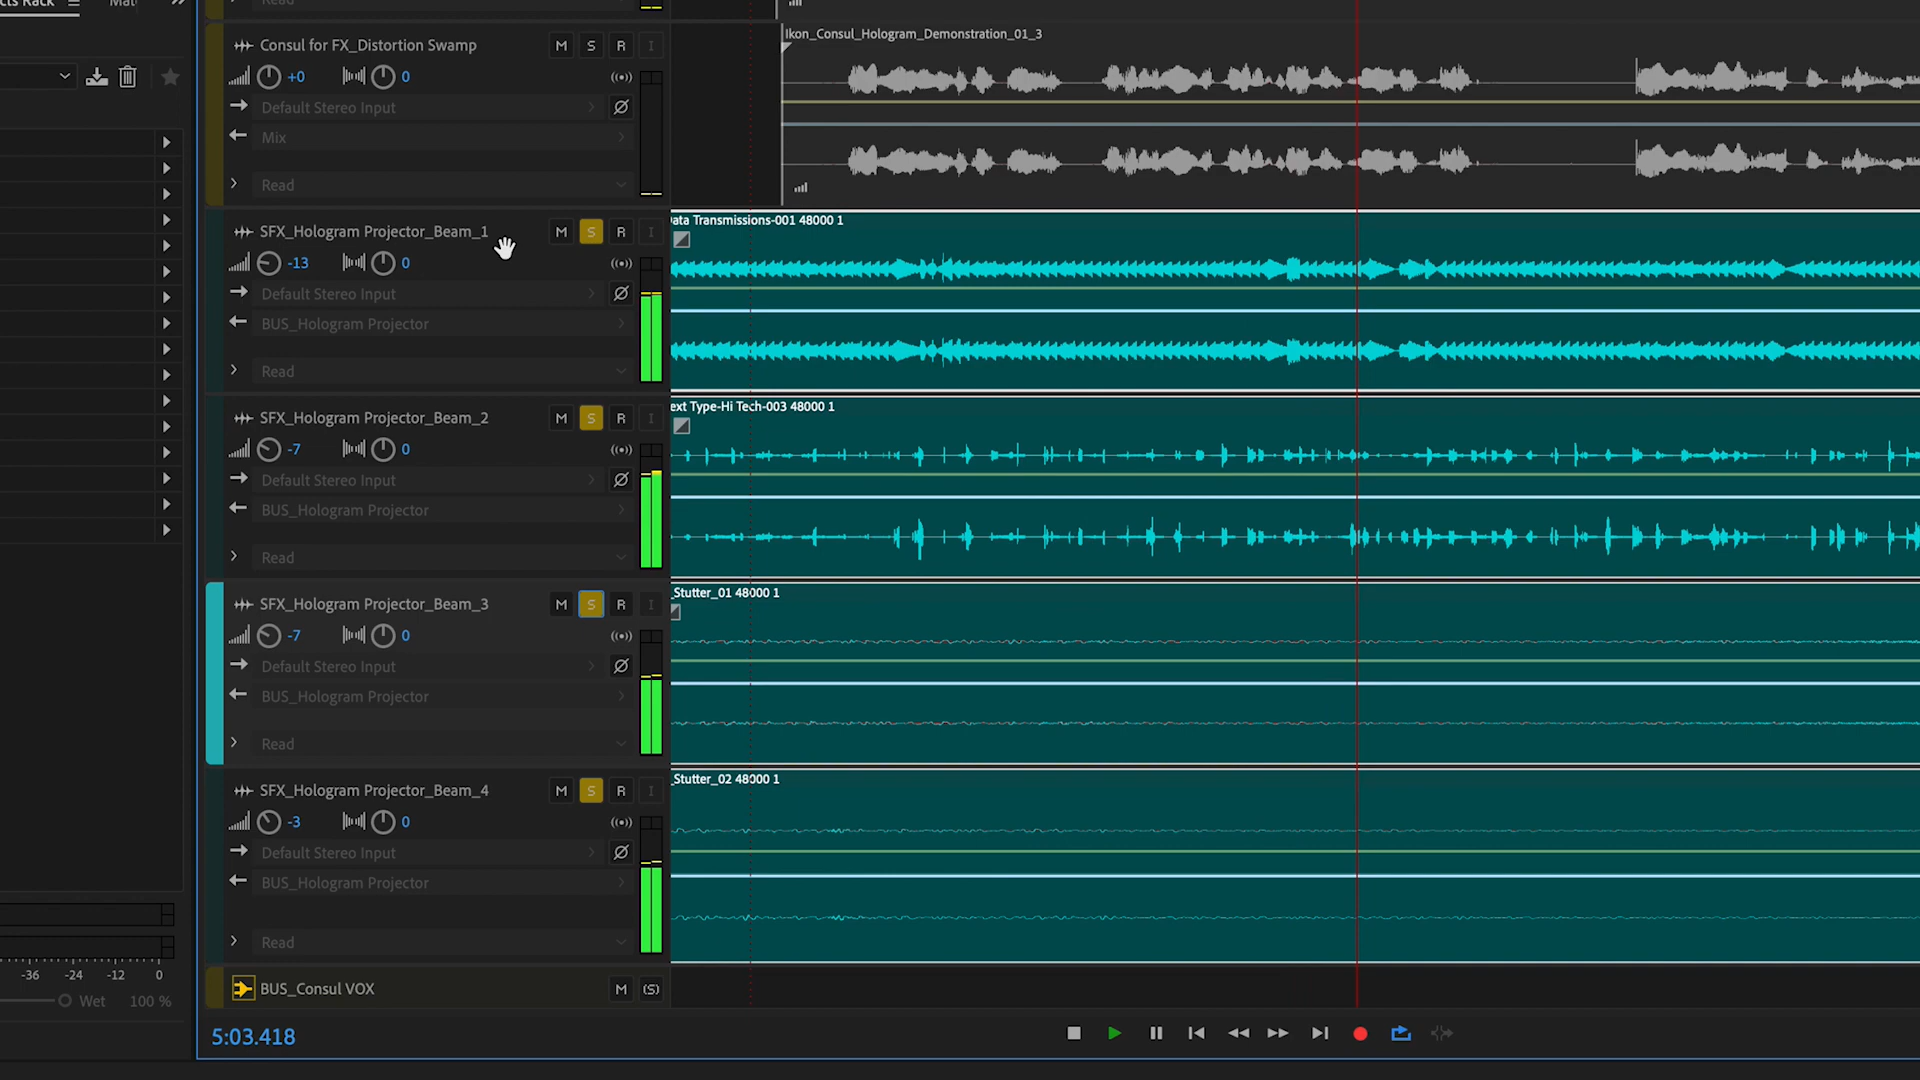 Read
Consul for FX_Distortion Swamp M S R I
+0 0
Default Stereo Input
Mix
Read
Ikon_Consul_Hologram_Demonstration_01_3
SFX_Hologram Projector_Beam_1 M S R I
-13 0
Default Stereo Input
BUS_Hologram Projector
Read
ata Transmissions-001 48000 1
SFX_Hologram Projector_Beam_2 M S R I
-7 0
Default Stereo Input
BUS_Hologram Projector
Read
ext Type-Hi Tech-003 48000 1
SFX_Hologram Projector_Beam_3 M S R I
-7 0
Default Stereo Input
BUS_Hologram Projector
Read
_Stutter_01 48000 1
SFX_Hologram Projector_Beam_4 M S R I
-3 0
Default Stereo Input
BUS_Hologram Projector
Read
_Stutter_02 48000 1
-36 -24 -12 0
Wet 100 %
BUS_Consul VOX M (S)
5:03.418